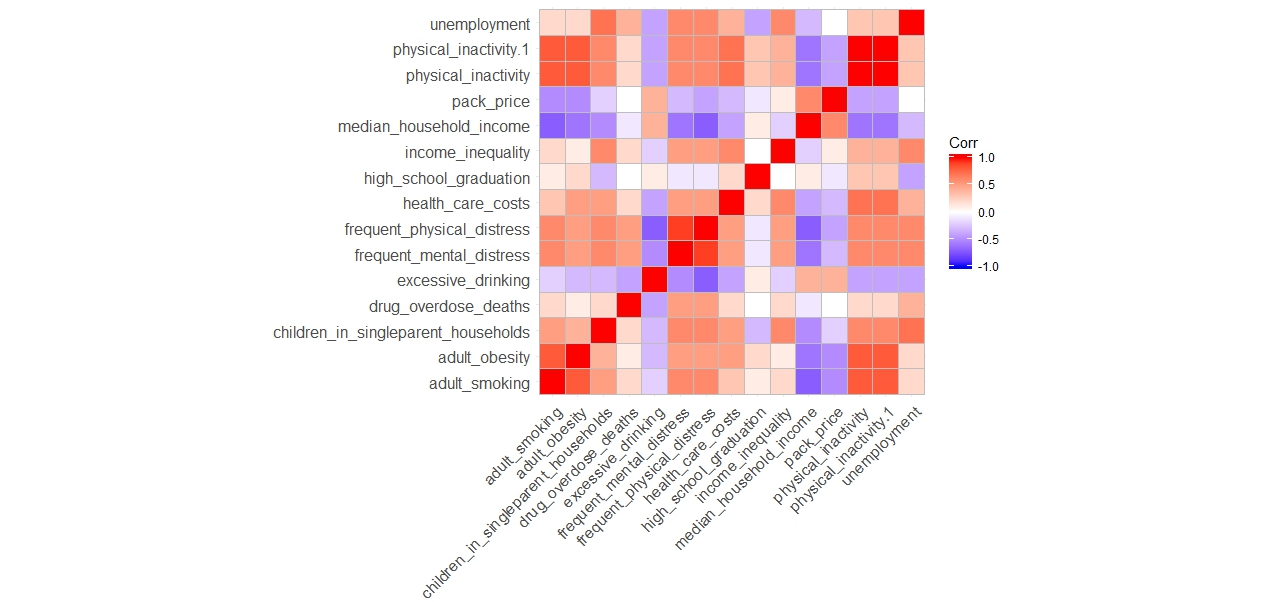 unemployment
physical_inactivity.1
physical_inactivity
pack_price
median_household_income
income_inequality
high_school_graduation
health_care_costs
frequent_physical_distress
frequent_mental_distress
excessive_drinking
drug_overdose_deaths
children_in_singleparent_households
adult_obesity
adult_smoking
Corr
1.0
0.5
0.0
-0.5
-1.0
adult_smoking
adult_obesity
children_in_singleparent_households
drug_overdose_deaths
excessive_drinking
frequent_mental_distress
frequent_physical_distress
health_care_costs
high_school_graduation
income_inequality
median_household_income
pack_price
physical_inactivity
physical_inactivity.1
unemployment